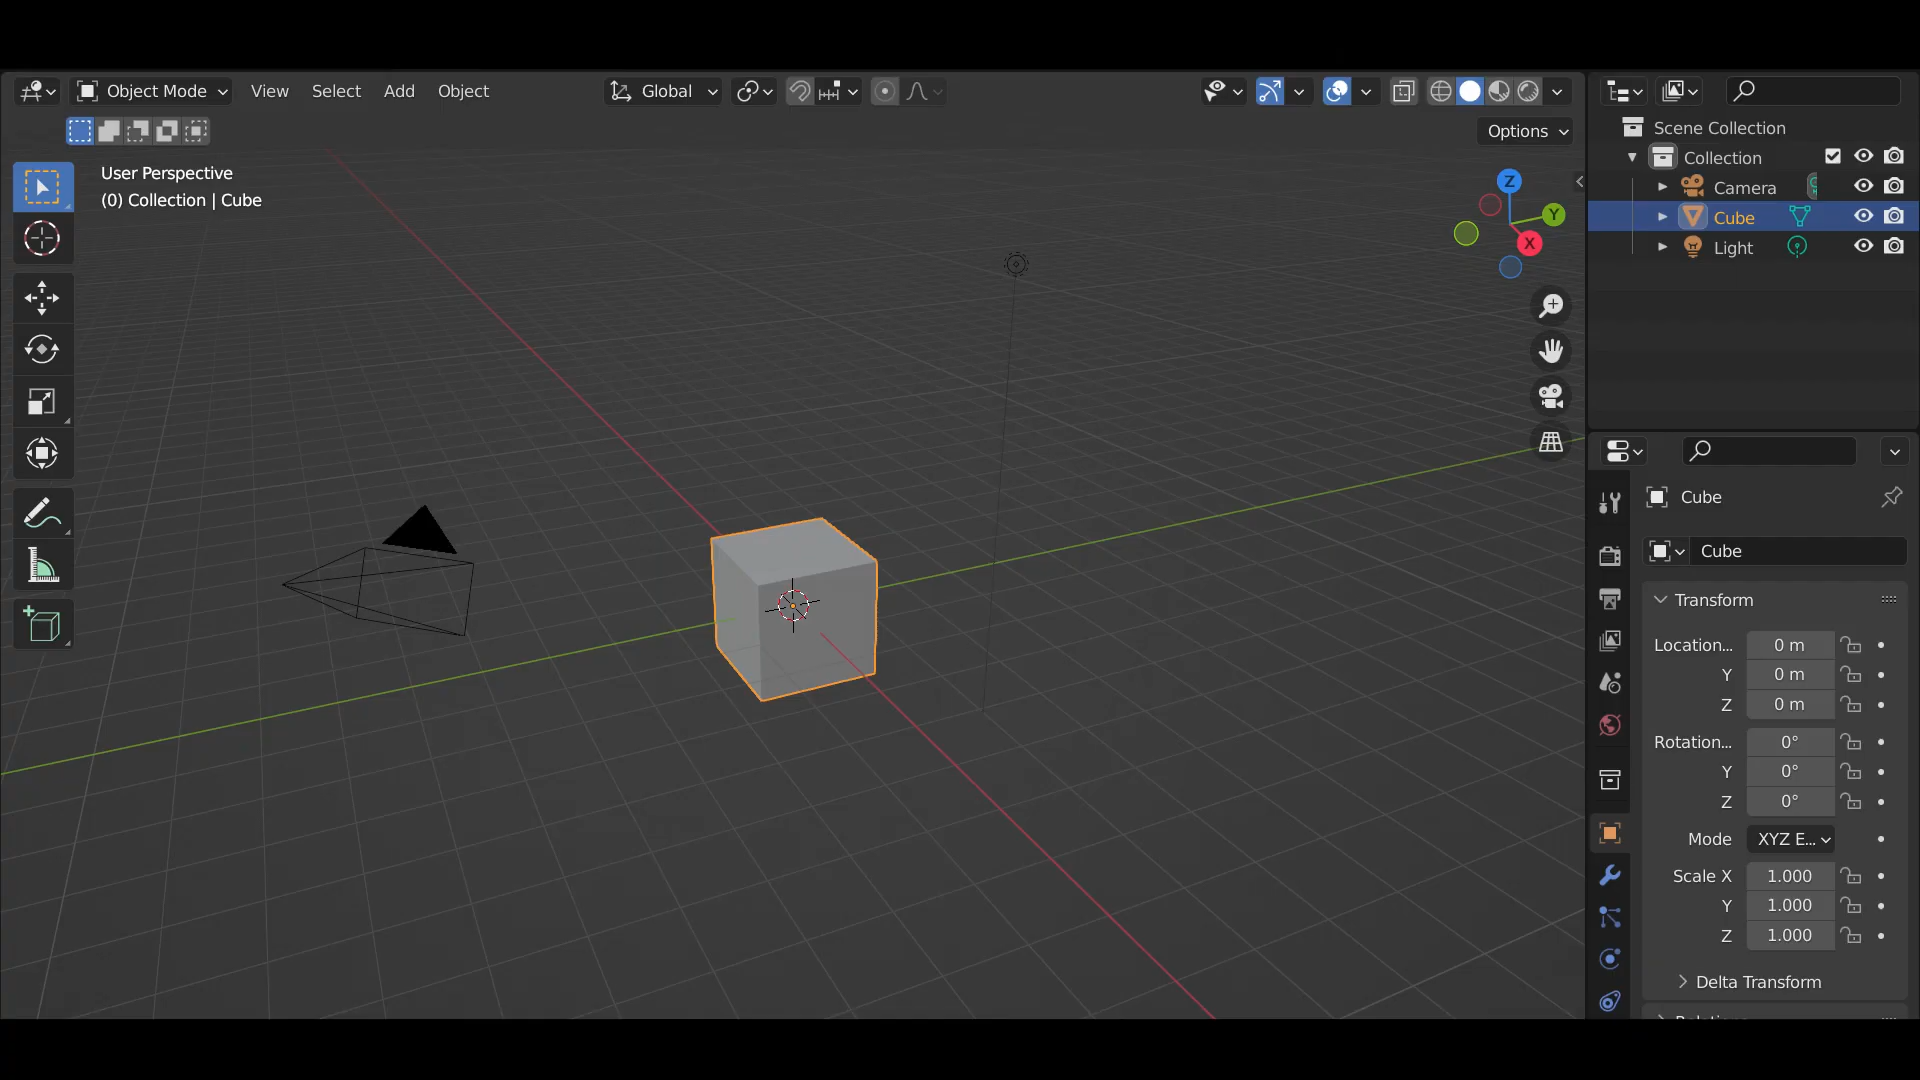 Object Mode View Select Add Object Global
Options
User Perspective
(0) Collection | Cube
Z
Y
X
Scene Collection
Collection
Camera
Cube
Light
Cube
Cube
Transform
Location... 0 m
Y 0 m
Z 0 m
Rotation... 0°
Y 0°
Z 0°
Mode XYZ E...
Scale X 1.000
Y 1.000
Z 1.000
Delta Transform